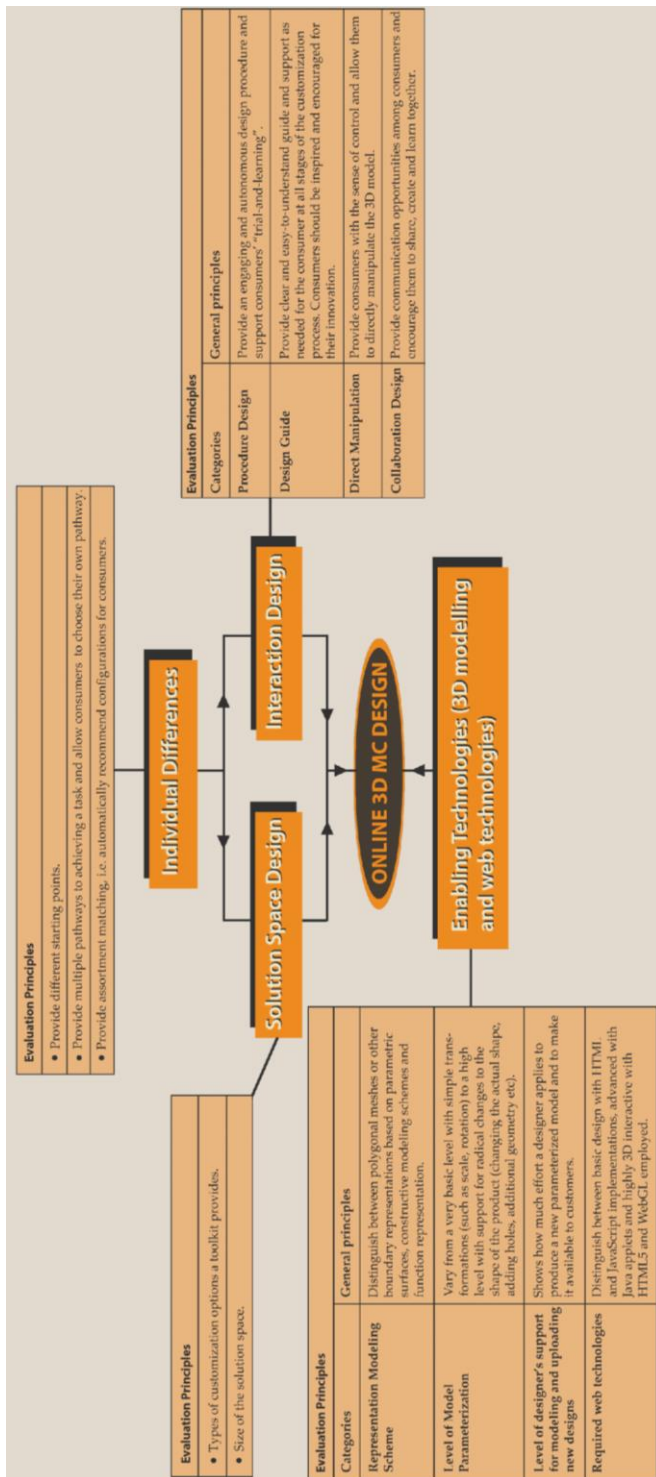 Evaluation Principles
• Provide different starting points.
• Provide multiple pathways to achieving a task and allow consumers to choose their own pathway.
• Provide assortment matching, i.e. automatically recommend configurations for consumers.
Individual Differences
Evaluation Principles
• Types of customization options a toolkit provides.
• Size of the solution space.
Solution Space Design
Interaction Design
Evaluation Principles
Categories
General principles
Procedure Design
Provide an engaging and autonomous design procedure and
support consumers' "trial-and-learning".
Design Guide
Provide clear and easy-to-understand guide and support as
needed for the consumer at all stages of the customization
process. Consumers should be inspired and encouraged for
their innovation.
Direct Manipulation
Provide consumers with the sense of control and allow them
to directly manipulate the 3D model.
Collaboration Design
Provide communication opportunities among consumers and
encourage them to share, create and learn together.
ONLINE 3D MC DESIGN
Enabling Technologies (3D modelling
and web technologies)
Evaluation Principles
Categories
General principles
Representation Modeling
Scheme
Distinguish between polygonal meshes or other
boundary representations based on parametric
surfaces, constructive modeling schemes and
function representation.
Level of Model
Parameterization
Vary from a very basic level with simple trans-
formations (such as scale, rotation) to a high
level with support for radical changes to the
shape of the product (changing the actual shape,
adding holes, additional geometry etc).
Level of designer's support
for modeling and uploading
new designs
Shows how much effort a designer applies to
produce a new parameterized model and to make
it available to customers.
Required web technologies
Distinguish between basic design with HTML
and JavaScript implementations, advanced with
Java applets and highly 3D interactive with
HTML5 and WebGL employed.